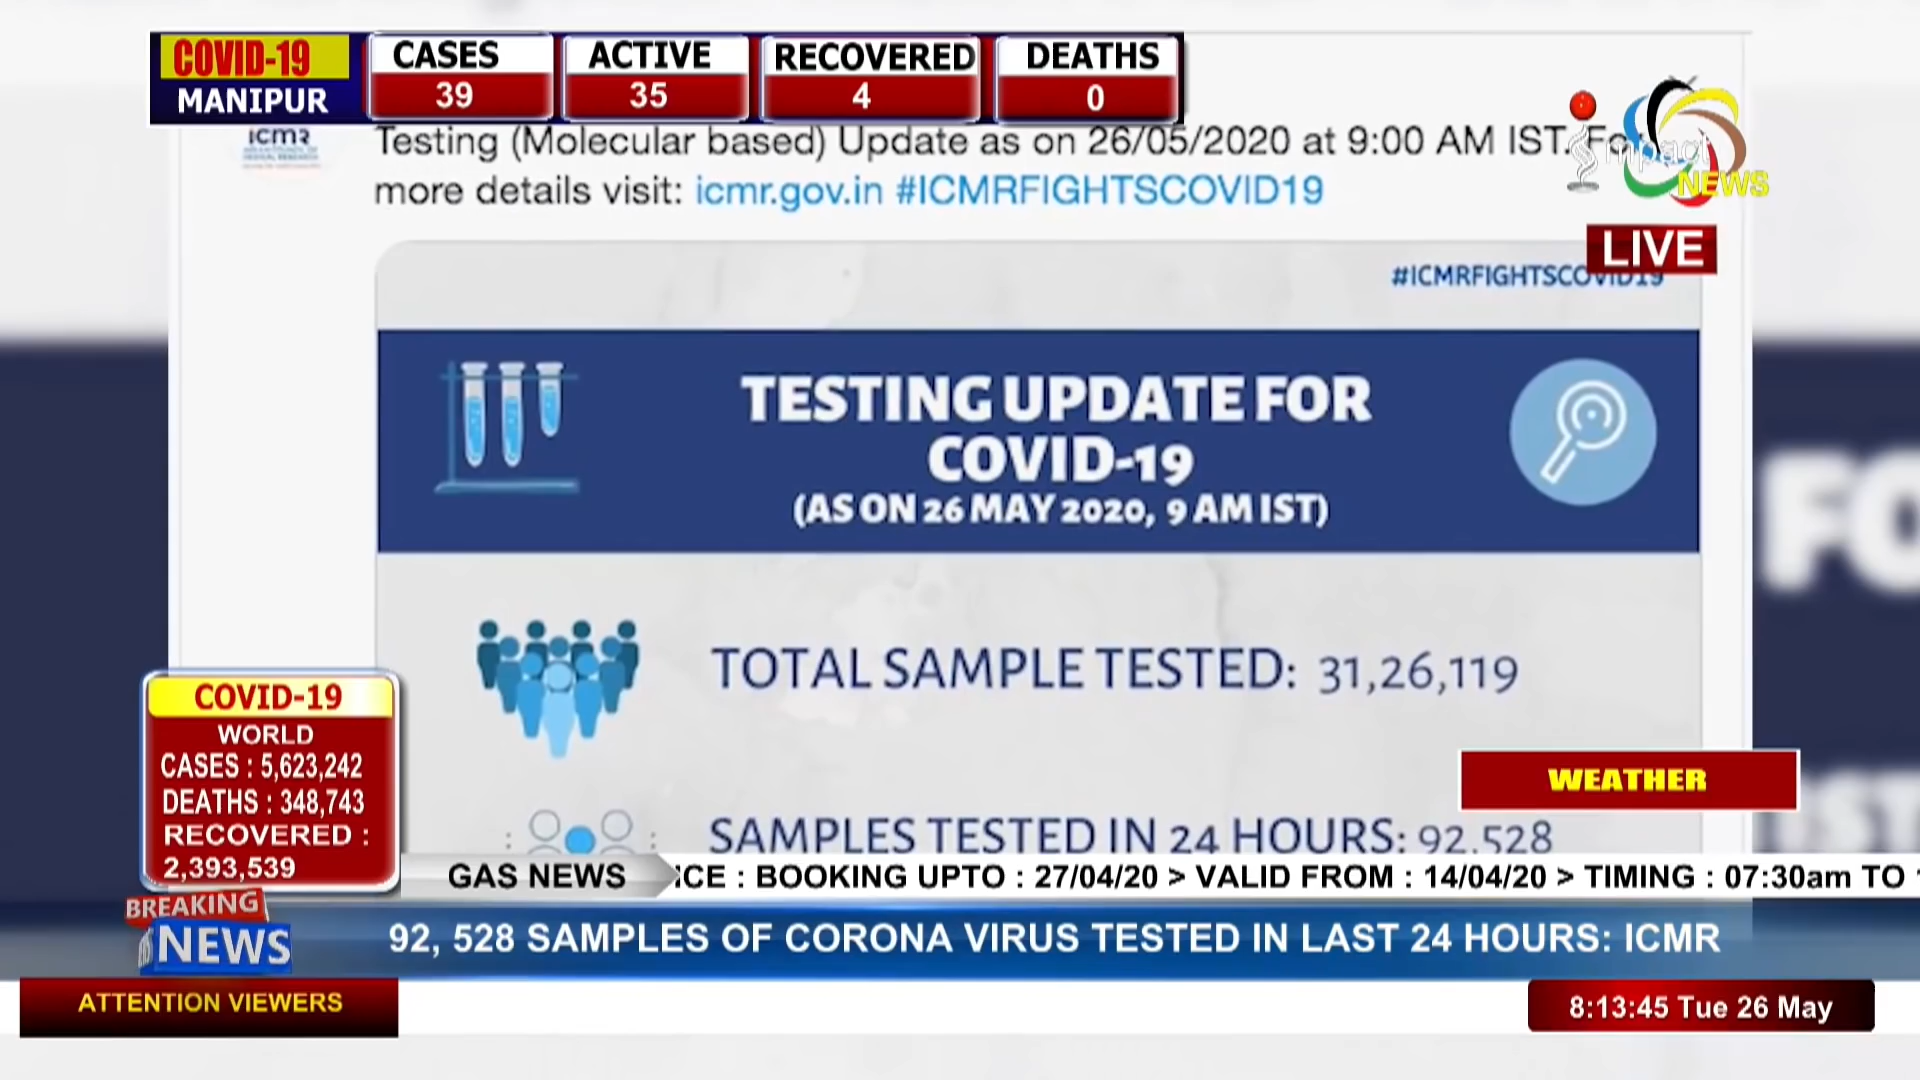 COVID-19
MANIPUR
CASES
39
ACTIVE
35
RECOVERED
4
DEATHS
0
icmr
Testing (Molecular based) Update as on 26/05/2020 at 9:00 AM IST. For
more details visit: icmr.gov.in #ICMRFIGHTSCOVID19
impact
NEWS
LIVE
#ICMRFIGHTSCOVID19
TESTING UPDATE FOR
COVID-19
(AS ON 26 MAY 2020, 9 AM IST)
FO
TOTAL SAMPLE TESTED: 31,26,119
COVID-19
WORLD
CASES : 5,623,242
DEATHS : 348,743
RECOVERED :
2,393,539
WEATHER
SAMPLES TESTED IN 24 HOURS: 92,528
GAS NEWS
ICE : BOOKING UPTO : 27/04/20 > VALID FROM : 14/04/20 > TIMING : 07:30am TO
BREAKING
NEWS
92, 528 SAMPLES OF CORONA VIRUS TESTED IN LAST 24 HOURS: ICMR
ATTENTION VIEWERS
8:13:45 Tue 26 May